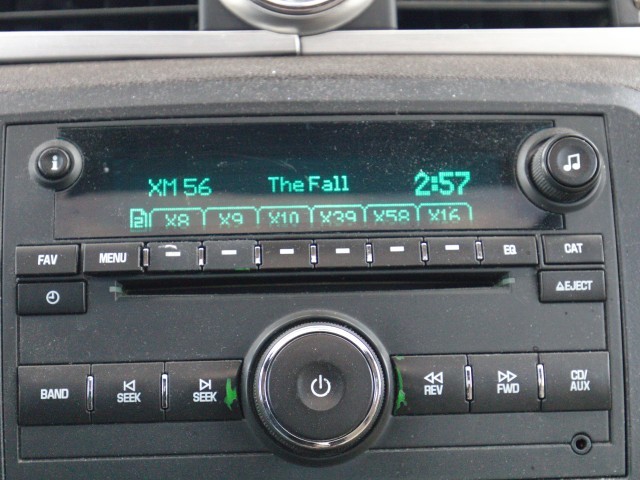 XM 56 The Fall 2:57
2 X8 X9 X10 X39 X58 X16
FAV MENU EQ CAT
EJECT
BAND SEEK SEEK REV FWD CD/
AUX